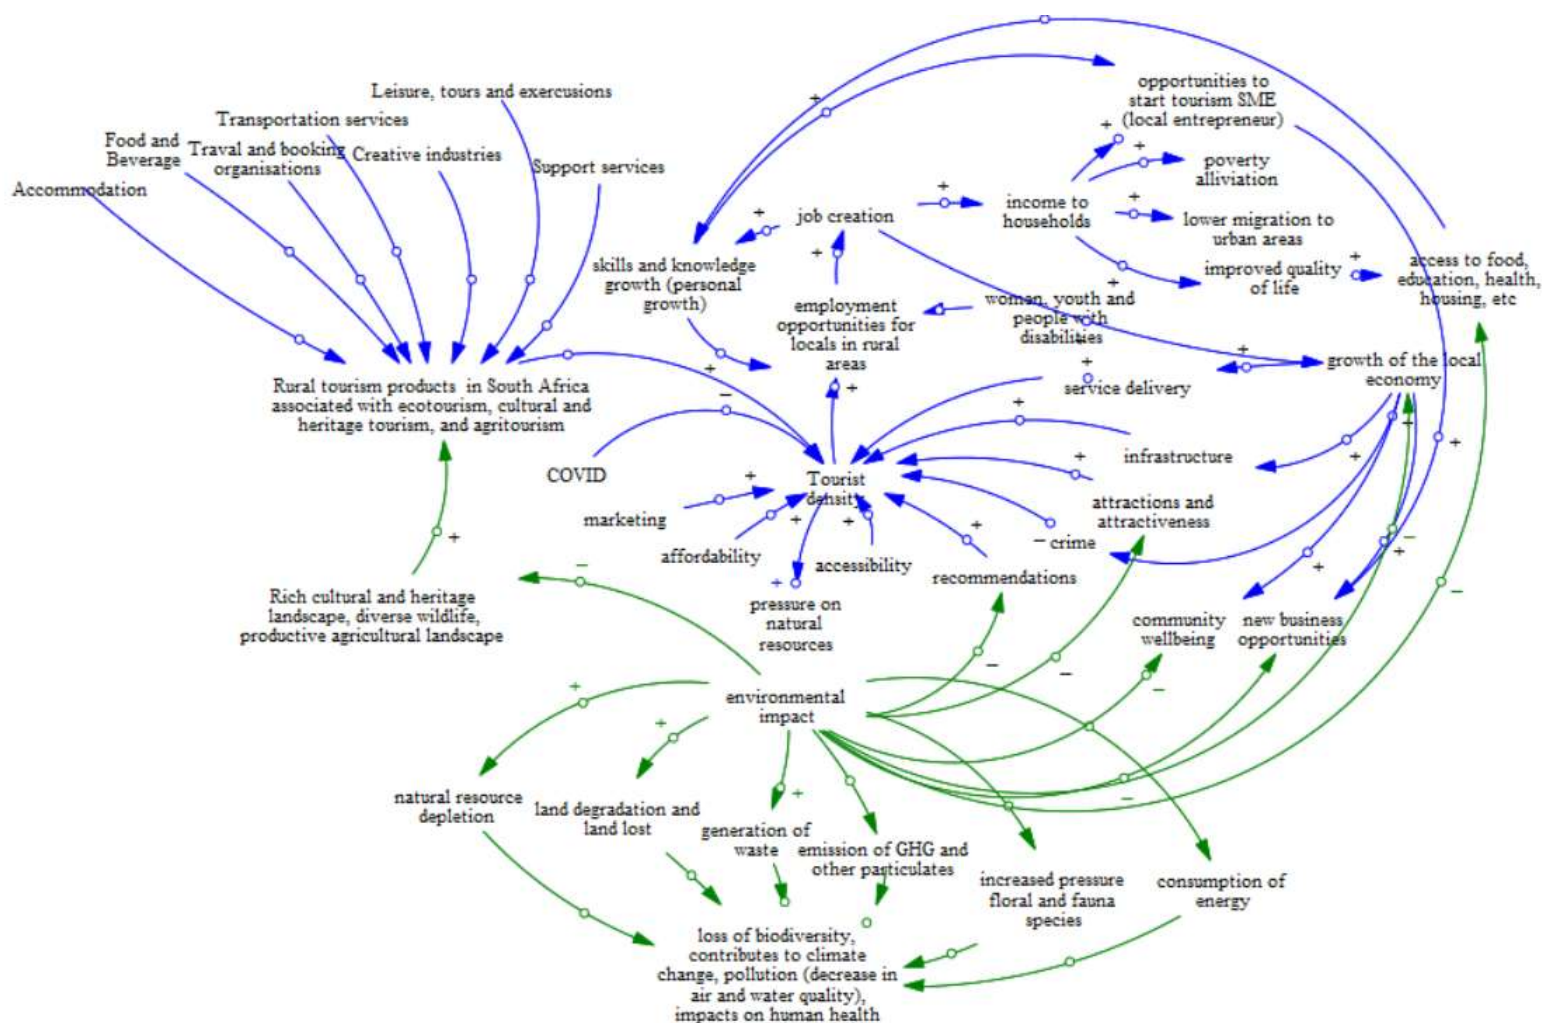 Leisure, tours and exercusions
Transportation services
Food and
Beverage
Traval and booking
organisations
Creative industries
Support services
Accommodation
opportunities to
start tourism SME
(local entrepreneur)
poverty
alliviation
job creation
income to
households
lower migration to
urban areas
skills and knowledge
growth (personal
growth)
improved quality
of life
access to food,
education, health,
housing, etc
employment
opportunities for
locals in rural
areas
women, youth and
people with
disabilities
growth of the local
economy
service delivery
Rural tourism products in South Africa
associated with ecotourism, cultural and
heritage tourism, and agritourism
COVID
infrastructure
Tourist
density
attractions and
attractiveness
marketing
affordability
accessibility
crime
recommendations
Rich cultural and heritage
landscape, diverse wildlife,
productive agricultural landscape
pressure on
natural
resources
community
wellbeing
new business
opportunities
environmental
impact
natural resource
depletion
land degradation and
land lost
generation of
waste
emission of GHG and
other particulates
increased pressure
floral and fauna
species
consumption of
energy
loss of biodiversity,
contributes to climate
change, pollution (decrease in
air and water quality),
impacts on human health